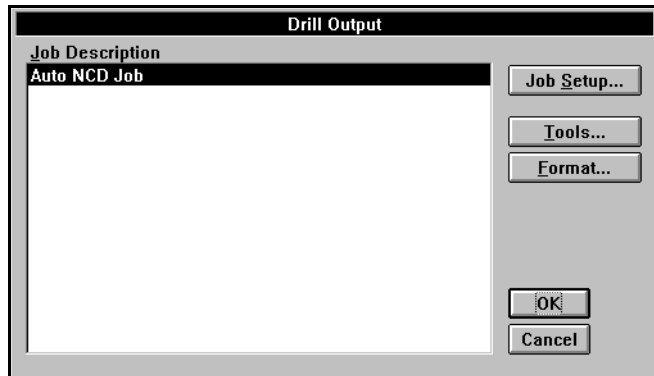 Drill Output
Job Description
Auto NCD Job
Job Setup...
Tools...
Format...
OK
Cancel